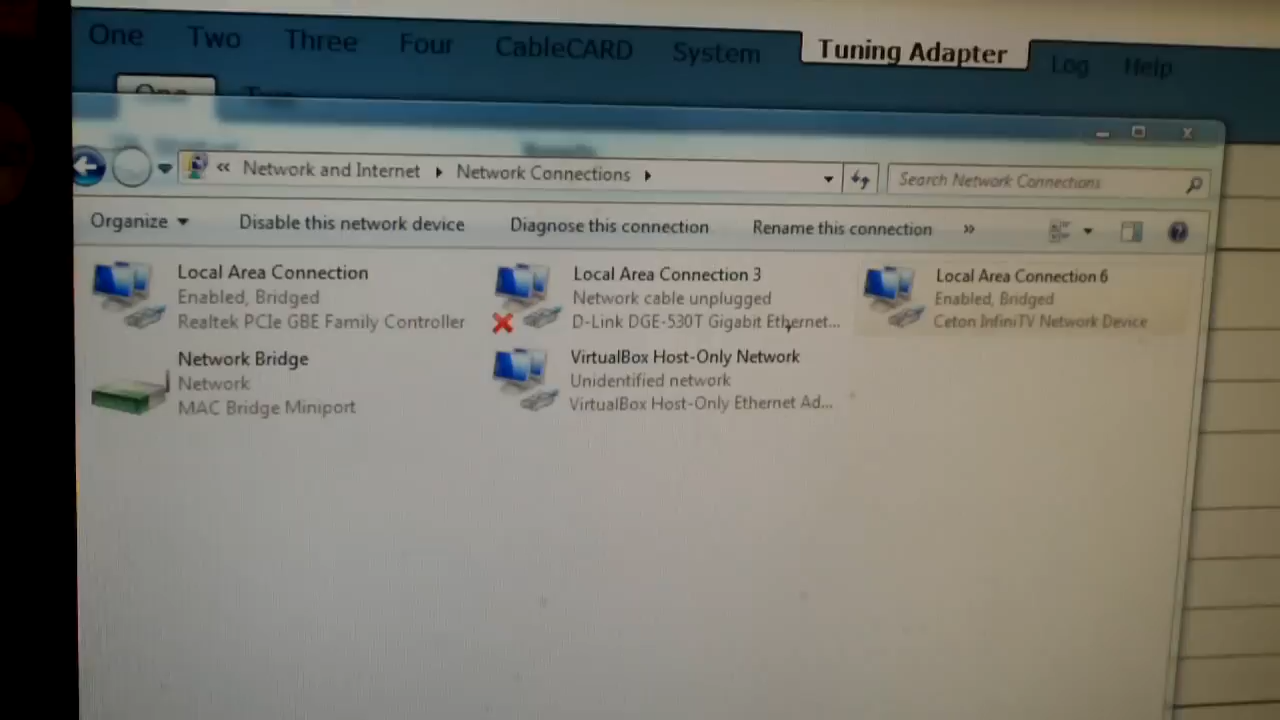 One Two Three Four CableCARD System Tuning Adapter Log Help
One Two
« Network and Internet Network Connections Search Network Connections
Organize Disable this network device Diagnose this connection Rename this connection »
Local Area Connection
Enabled, Bridged
Realtek PCIe GBE Family Controller
Local Area Connection 3
Network cable unplugged
D-Link DGE-530T Gigabit Ethernet...
Local Area Connection 6
Enabled, Bridged
Ceton InfiniTV Network Device
Network Bridge
Network
MAC Bridge Miniport
VirtualBox Host-Only Network
Unidentified network
VirtualBox Host-Only Ethernet Ad...